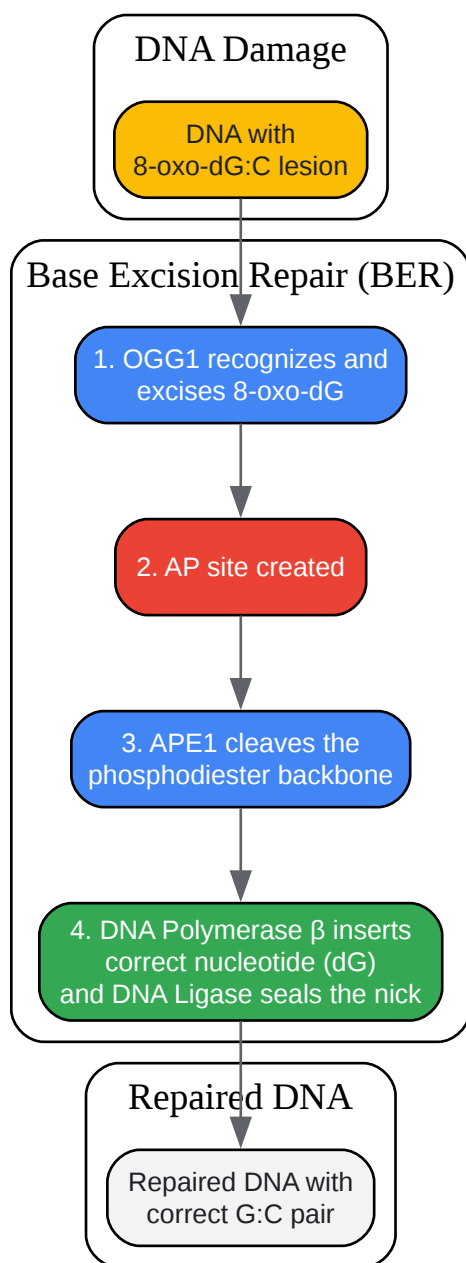 DNA Damage
DNA with
8-oxo-dG:C lesion
Base Excision Repair (BER)
1. OGG1 recognizes and
excises 8-oxo-dG
2. AP site created
3. APE1 cleaves the
phosphodiester backbone
4. DNA Polymerase β inserts
correct nucleotide (dG)
and DNA Ligase seals the nick
Repaired DNA
Repaired DNA with
correct G:C pair